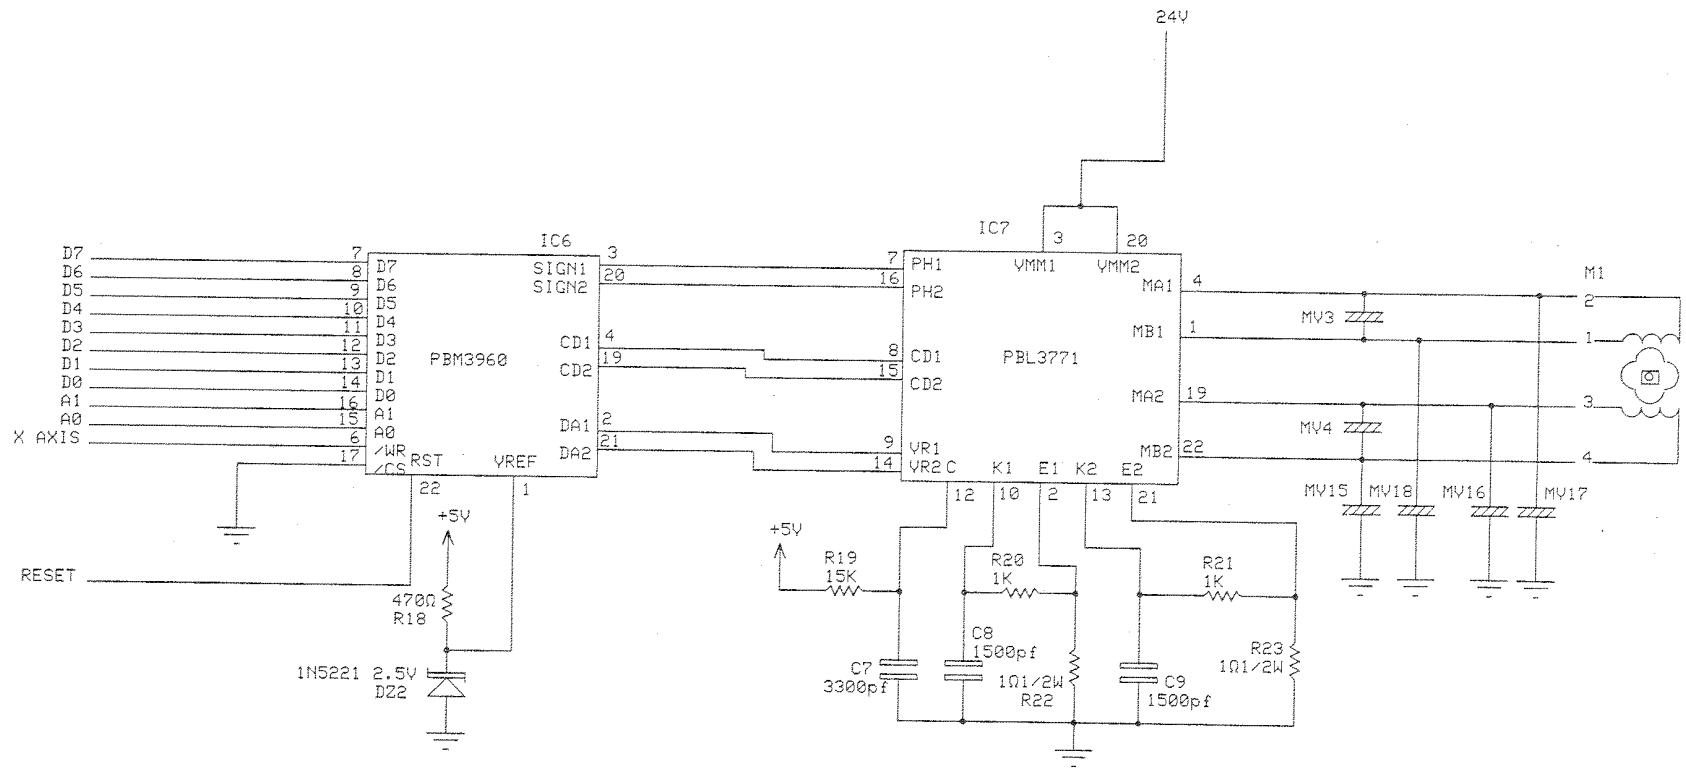 24V
IC6
IC7
M1
D7 7
D6 8
D5 9
D4 10
D3 11
D2 12
D1 13
D0 14
A1 16
A0 15
X AXIS 6
17
D7
D6
D5
D4
D3
D2
D1
D0
A1
A0
/WR
/CS
RST
VREF
PBM3960
SIGN1 3
SIGN2 20
CD1 4
CD2 19
DA1 2
DA2 21
22
1
7 PH1
16 PH2
8 CD1
15 CD2
9 VR1
14 VR2
PBL3771
3
20
VMM1
VMM2
MA1 4
MB1 1
MA2 19
MB2 22
C
K1
E1
K2
E2
12
10
2
13
21
MV3
MV4
2
1
3
4
MV15
MV18
MV16
MV17
RESET
+5V
470Ω
R18
1N5221 2.5V
DZ2
+5V
R19
15K
R20
1K
R21
1K
C7
3300pf
C8
1500pf
1Ω1/2W
R22
C9
1500pf
R23
1Ω1/2W